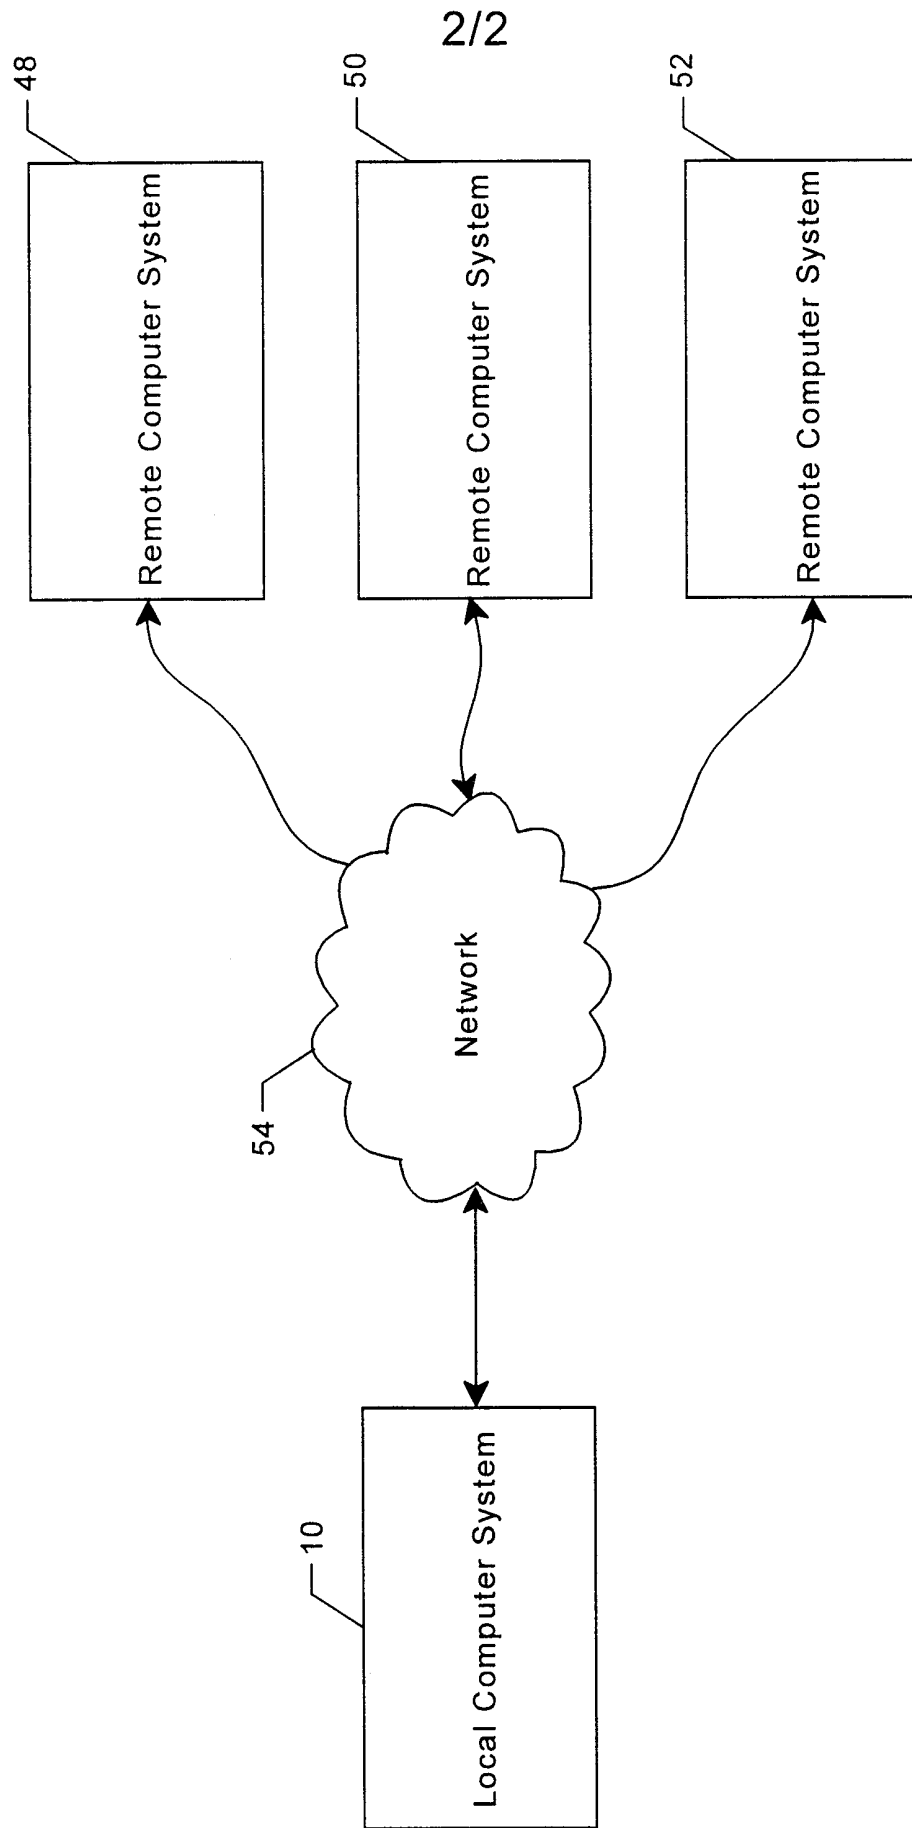 2/2
48
Remote Computer System
50
Remote Computer System
52
Remote Computer System
54
Network
10
Local Computer System